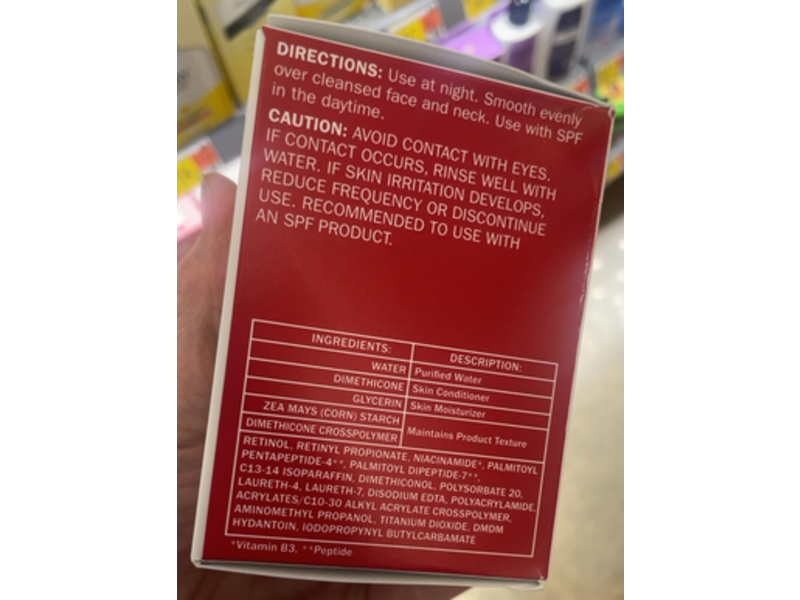 DIRECTIONS: Use at night. Smooth evenly
over cleansed face and neck. Use with SPF
in the daytime.
CAUTION: AVOID CONTACT WITH EYES.
IF CONTACT OCCURS, RINSE WELL WITH
WATER. IF SKIN IRRITATION DEVELOPS,
REDUCE FREQUENCY OR DISCONTINUE
USE. RECOMMENDED TO USE WITH
AN SPF PRODUCT.
INGREDIENTS: DESCRIPTION:
WATER Purified Water
DIMETHICONE Skin Conditioner
GLYCERIN Skin Moisturizer
ZEA MAYS (CORN) STARCH
Maintains Product Texture
DIMETHICONE CROSSPOLYMER
RETINOL, RETINYL PROPIONATE, NIACINAMIDE*, PALMITOYL
PENTAPEPTIDE-4**, PALMITOYL DIPEPTIDE-7**,
C13-14 ISOPARAFFIN, DIMETHICONOL, POLYSORBATE 20,
LAURETH-4, LAURETH-7, DISODIUM EDTA, POLYACRYLAMIDE,
ACRYLATES/C10-30 ALKYL ACRYLATE CROSSPOLYMER,
AMINOMETHYL PROPANOL, TITANIUM DIOXIDE, DMDM
HYDANTOIN, IODOPROPYNYL BUTYLCARBAMATE
*Vitamin B3, **Peptide